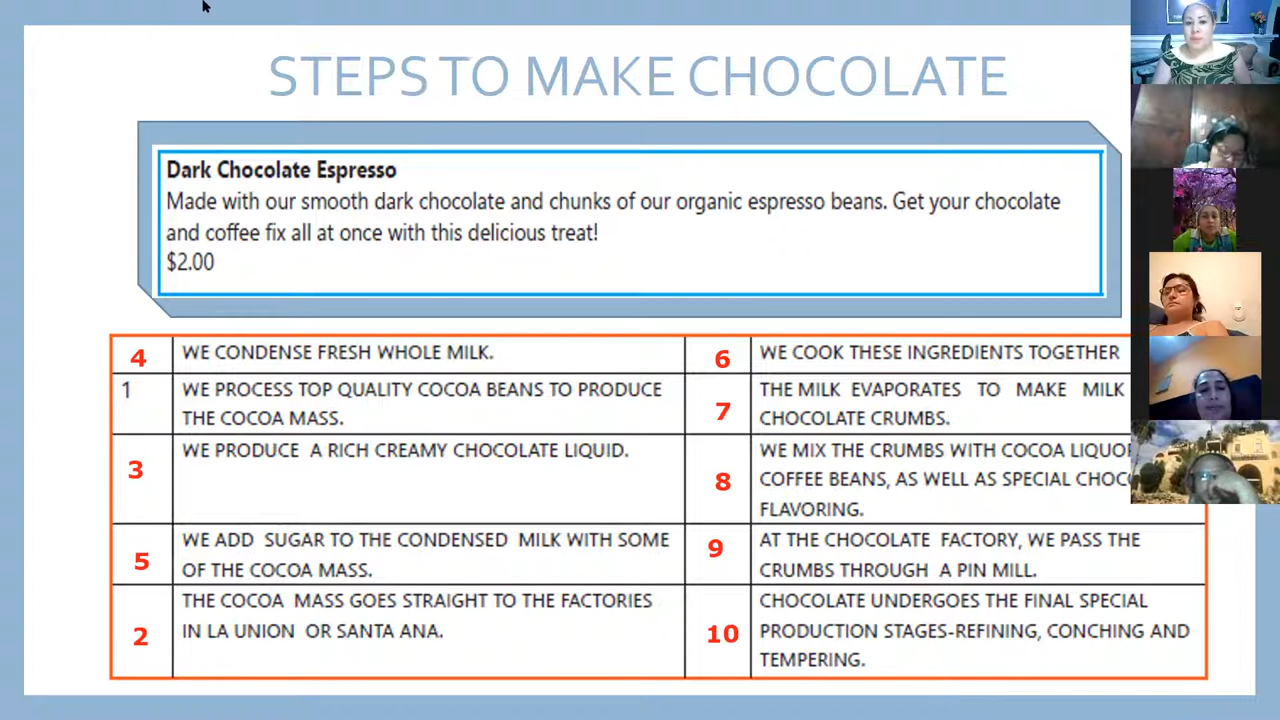 STEPS TO MAKE CHOCOLATE
Dark Chocolate Espresso
Made with our smooth dark chocolate and chunks of our organic espresso beans. Get your chocolate
and coffee fix all at once with this delicious treat!
$2.00
4 WE CONDENSE FRESH WHOLE MILK.
1 WE PROCESS TOP QUALITY COCOA BEANS TO PRODUCE
THE COCOA MASS.
3 WE PRODUCE A RICH CREAMY CHOCOLATE LIQUID.
5 WE ADD SUGAR TO THE CONDENSED MILK WITH SOME
OF THE COCOA MASS.
2 THE COCOA MASS GOES STRAIGHT TO THE FACTORIES
IN LA UNION OR SANTA ANA.
6 WE COOK THESE INGREDIENTS TOGETHER
7 THE MILK EVAPORATES TO MAKE MILK
CHOCOLATE CRUMBS.
8 WE MIX THE CRUMBS WITH COCOA
COFFEE BEANS, AS WELL AS SPECIAL
FLAVORING.
9 AT THE CHOCOLATE FACTORY, WE PASS THE
CRUMBS THROUGH A PIN MILL.
10 CHOCOLATE UNDERGOES THE FINAL SPECIAL
PRODUCTION STAGES-REFINING, CONCHING AND
TEMPERING.